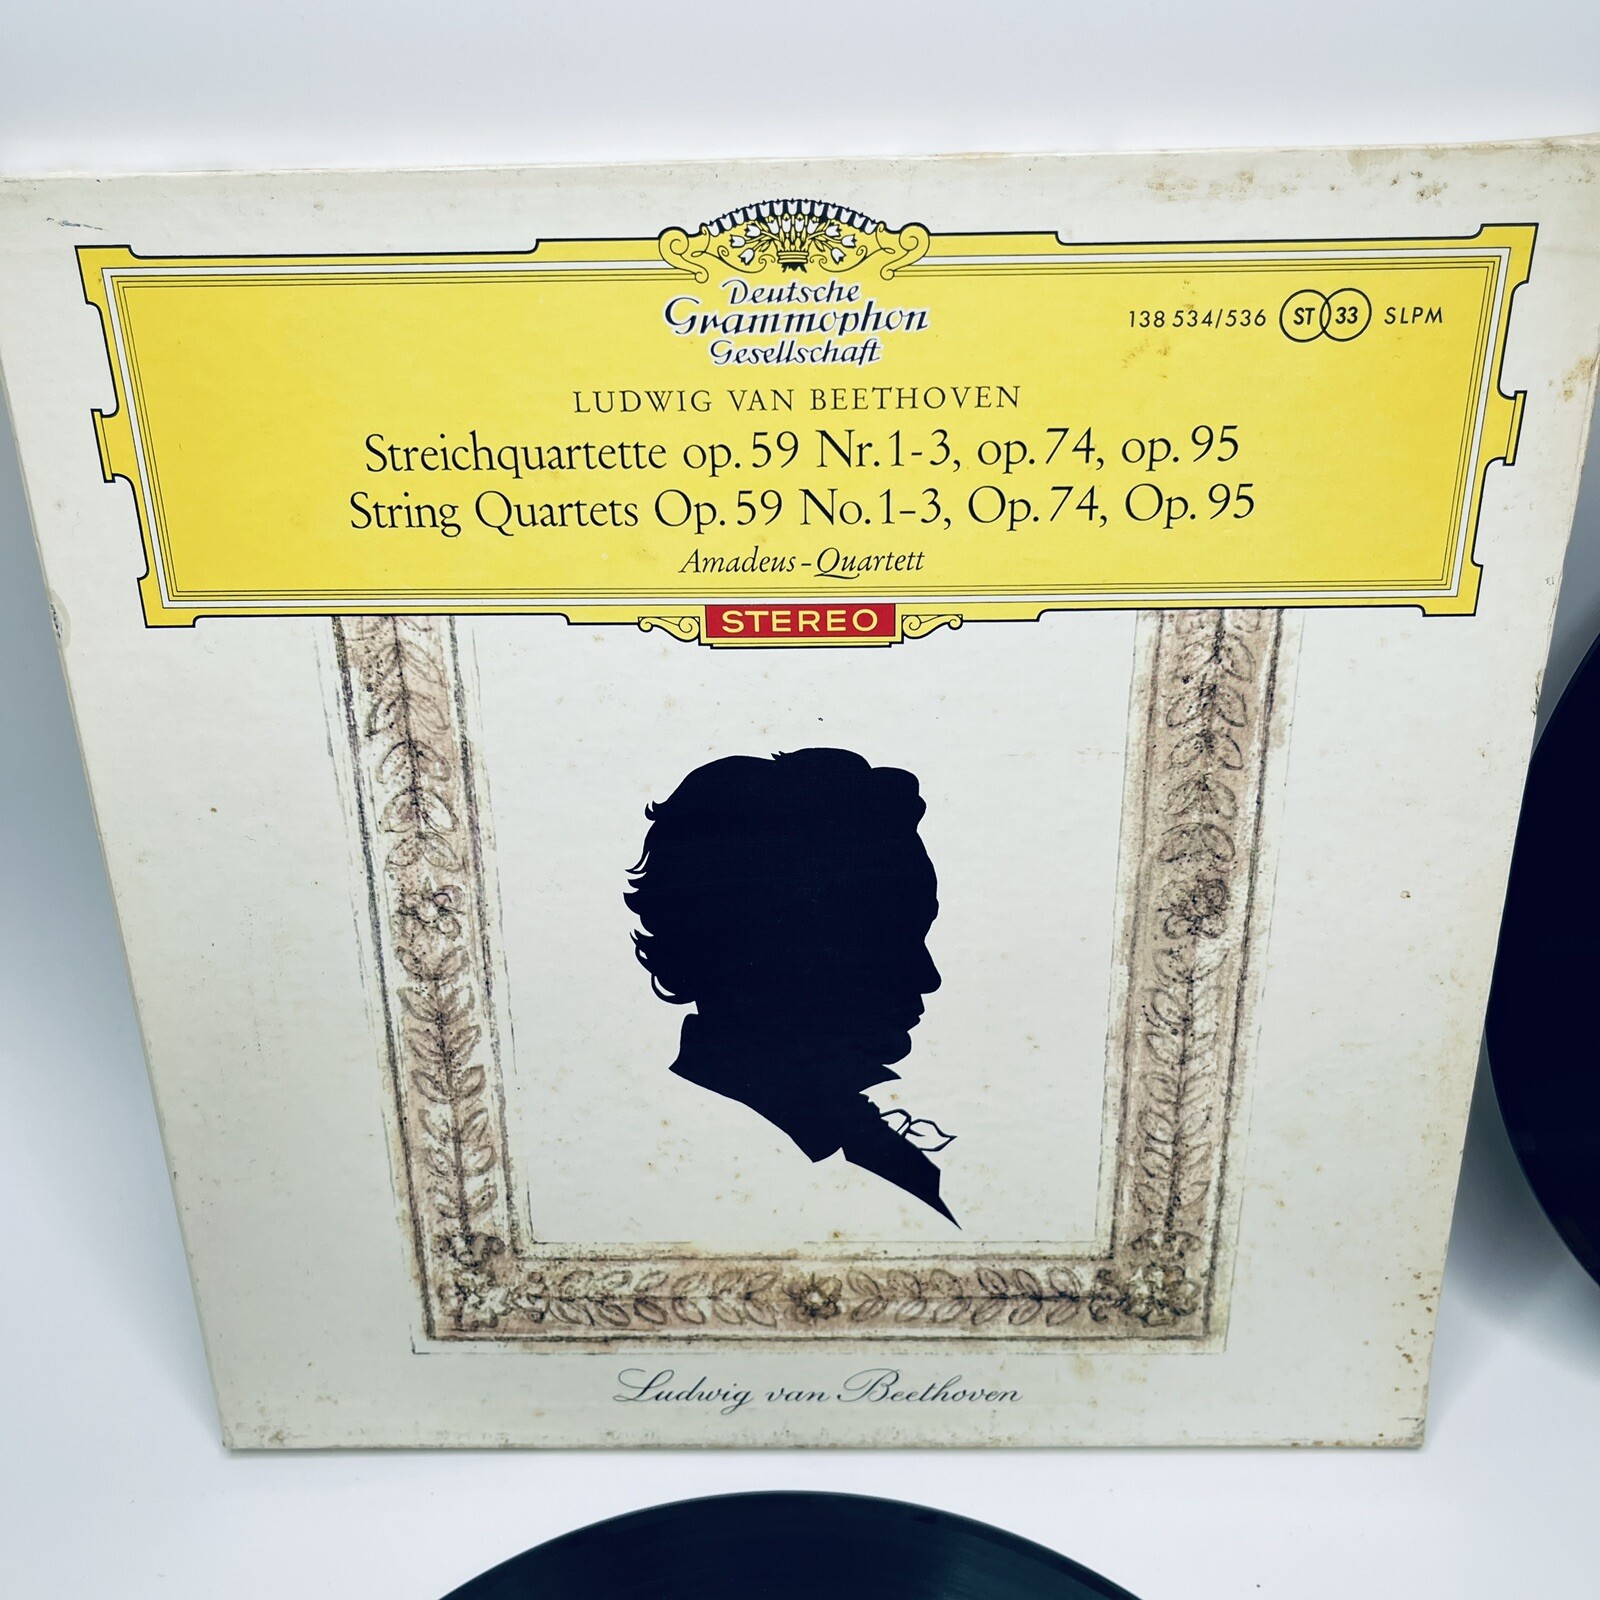 Deutsche
Grammophon
Gesellschaft
138 534/536 ST 33 SLPM
LUDWIG VAN BEETHOVEN
Streichquartette op. 59 Nr. 1-3, op. 74, op. 95
String Quartets Op. 59 No. 1-3, Op. 74, Op. 95
Amadeus-Quartett
STEREO
Ludwig van Beethoven